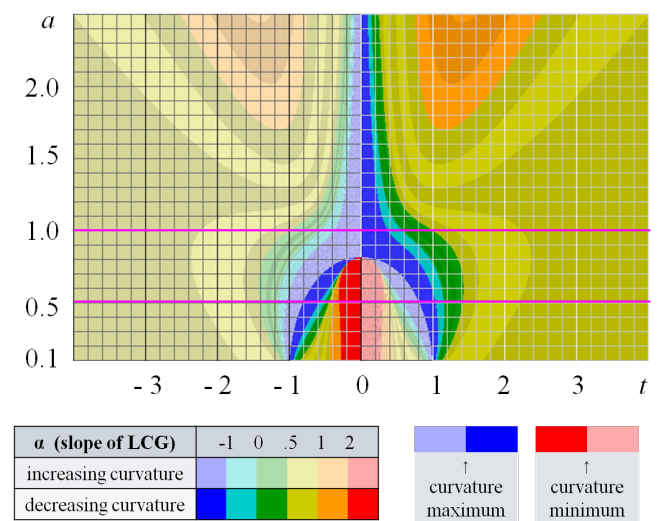 a
2.0
1.5
1.0
0.5
0.1
- 3 - 2 - 1 0 1 2 3 t
α (slope of LCG) -1 0 .5 1 2
increasing curvature
decreasing curvature
↑
curvature
maximum
↑
curvature
minimum